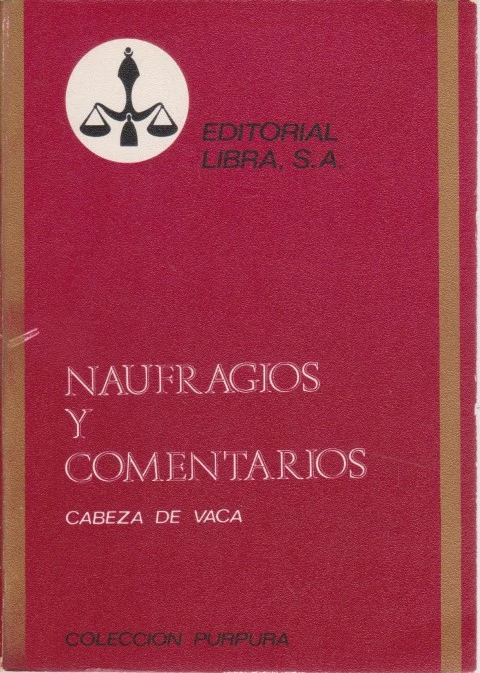 EDITORIAL
LIBRA, S.A.
NAUFRAGIOS
Y
COMENTARIOS
CABEZA DE VACA
COLECCION PURPURA